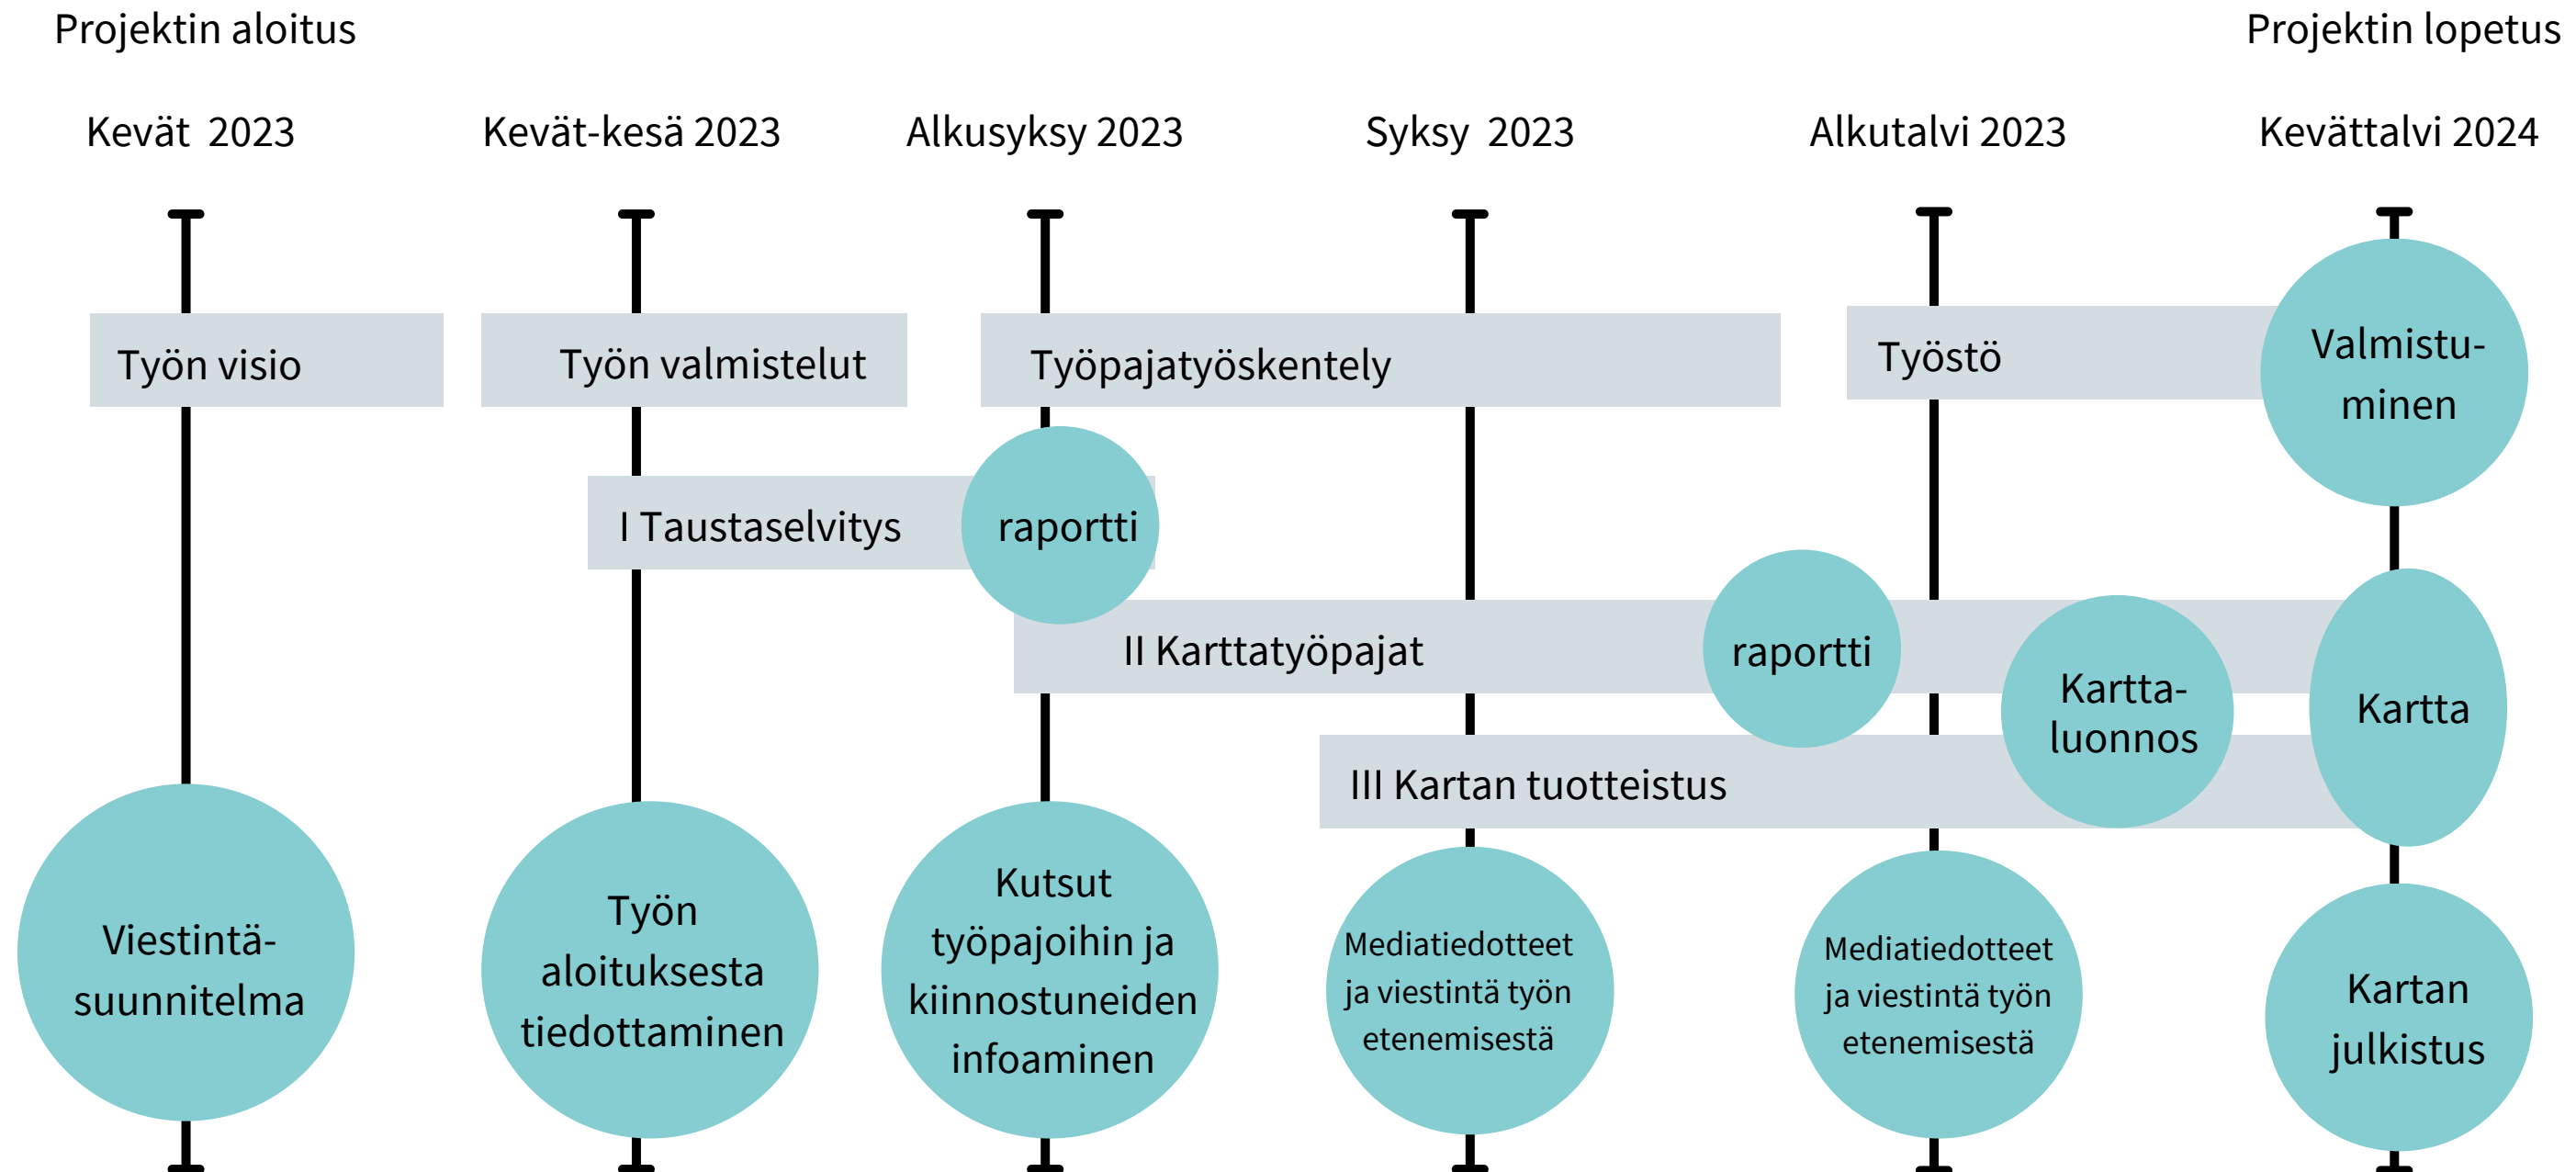 Projektin aloitus
Projektin lopetus
Kevät 2023
Kevät-kesä 2023
Alkusyksy 2023
Syksy 2023
Alkutalvi 2023
Kevättalvi 2024
Työn visio
Työn valmistelut
Työpajatyöskentely
Työstö
Valmistu-
minen
I Taustaselvitys
raportti
II Karttatyöpajat
raportti
Kartta-
luonnos
Kartta
III Kartan tuotteistus
Viestintä-
suunnitelma
Työn
aloituksesta
tiedottaminen
Kutsut
työpajoihin ja
kiinnostuneiden
infoaminen
Mediatiedotteet
ja viestintä työn
etenemisestä
Mediatiedotteet
ja viestintä työn
etenemisestä
Kartan
julkistus